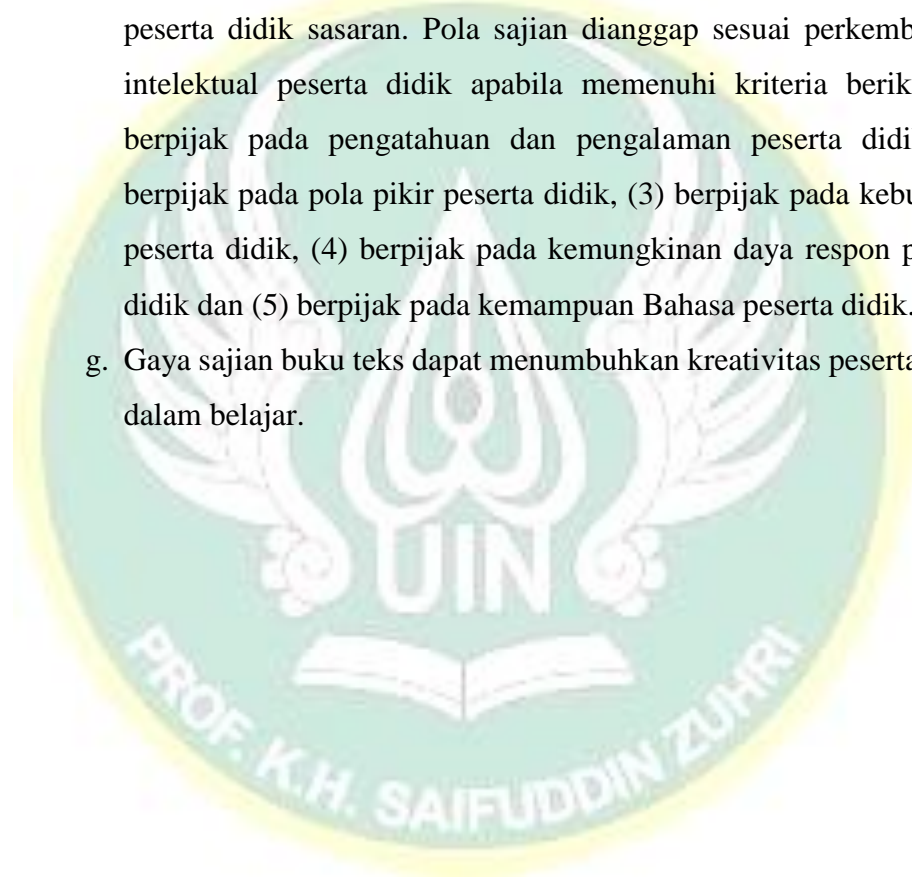 peserta didik sasaran. Pola sajian dianggap sesuai perkemb
intelektual peserta didik apabila memenuhi kriteria berik
berpijak pada pengatahuan dan pengalaman peserta didi
berpijak pada pola pikir peserta didik, (3) berpijak pada kebu
peserta didik, (4) berpijak pada kemungkinan daya respon p
didik dan (5) berpijak pada kemampuan Bahasa peserta didik.
g. Gaya sajian buku teks dapat menumbuhkan kreativitas peserta
dalam belajar.
UIN
PROF. K.H. SAIFUDDIN ZUHRI